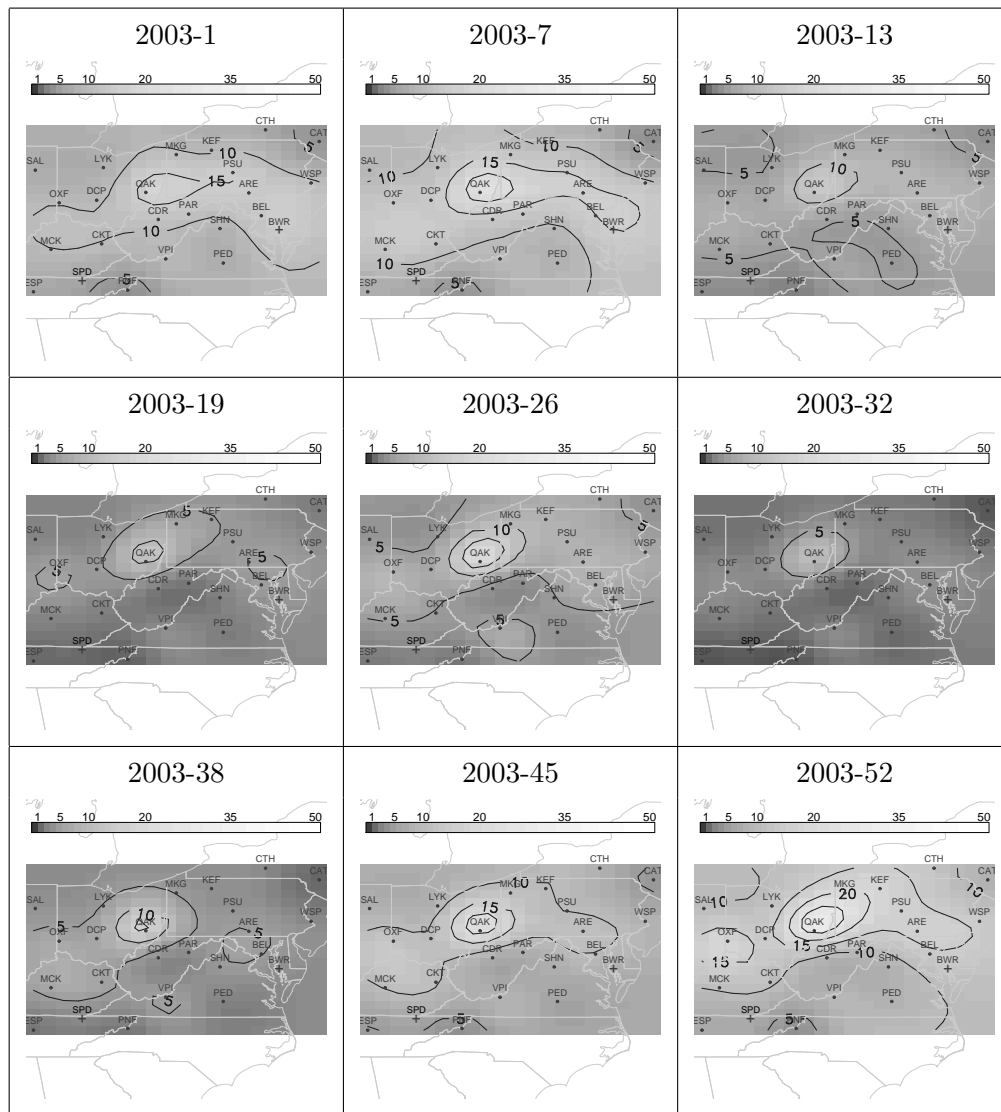 2003-1 2003-7 2003-13
1 5 10 20 35 50 1 5 10 20 35 50 1 5 10 20 35 50
CTH CTH CTH
SAL LYK MKG KEF 10 5 CAT LYK MKG KEF 10 5 CAT SAL LYK MKG KEF 5 CAT
OXF DCP QAK 15 PSU ARE WSP 10 OXF DCP QAK 15 PSU ARE WSP OXF DCP 5 QAK 10 PSU ARE WSP
CDR PAR SHN BEL BWR CDR PAR SHN BEL BWR CDR PAR 5 SHN BEL BWR
MCK CKT 10 VPI PED MCK CKT 10 VPI PED MCK CKT 5 VPI PED
ESP SPD 5 PNF ESP SPD 5 PNF ESP SPD PNF
2003-19 2003-26 2003-32
1 5 10 20 35 50 1 5 10 20 35 50 1 5 10 20 35 50
CTH CTH CTH
SAL LYK MKG 5 KEF CAT LYK MKG KEF 5 CAT SAL LYK MKG KEF CAT
OXF 5 DCP QAK PSU ARE 5 WSP 5 OXF DCP QAK 10 PSU ARE WSP OXF DCP QAK 5 PSU ARE WSP
CDR PAR SHN BEL BWR CDR PAR SHN BEL BWR CDR PAR SHN BEL BWR
MCK CKT VPI PED MCK 5 CKT VPI 5 PED MCK CKT VPI PED
ESP SPD PNF ESP SPD PNF ESP SPD PNF
2003-38 2003-45 2003-52
1 5 10 20 35 50 1 5 10 20 35 50 1 5 10 20 35 50
CTH CTH CTH
SAL LYK MKG KEF CAT LYK MKG KEF 10 CAT SAL 10 LYK MKG 20 KEF 10 CAT
OXF 5 DCP QAK 10 PSU ARE 5 WSP OXF DCP QAK 15 PSU ARE WSP OXF 15 DCP QAK 15 PSU ARE WSP
CDR PAR SHN BEL BWR CDR PAR SHN BEL BWR CDR PAR 10 SHN BEL BWR
MCK CKT VPI 5 PED MCK CKT VPI PED MCK CKT VPI PED
ESP SPD PNF ESP SPD 5 PNF ESP SPD 5 PNF